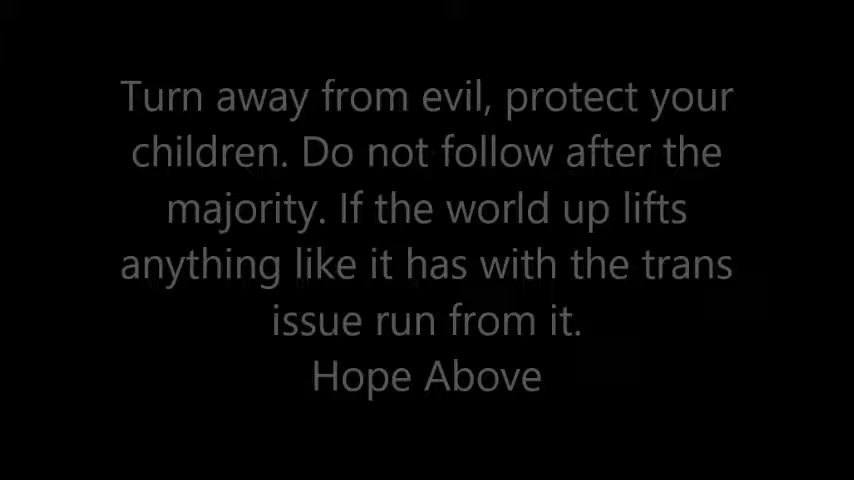 Turn away from evil, protect your
children. Do not follow after the
majority. If the world up lifts
anything like it has with the trans
issue run from it.
Hope Above